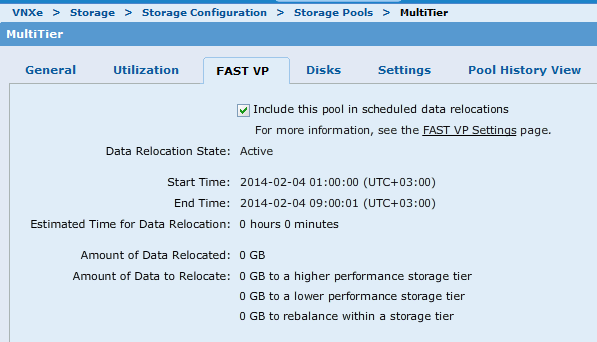 VNXe > Storage > Storage Configuration > Storage Pools > MultiTier
MultiTier
General Utilization FAST VP Disks Settings Pool History View
Include this pool in scheduled data relocations
For more information, see the FAST VP Settings page.
Data Relocation State: Active
Start Time: 2014-02-04 01:00:00 (UTC+03:00)
End Time: 2014-02-04 09:00:01 (UTC+03:00)
Estimated Time for Data Relocation: 0 hours 0 minutes
Amount of Data Relocated: 0 GB
Amount of Data to Relocate: 0 GB to a higher performance storage tier
0 GB to a lower performance storage tier
0 GB to rebalance within a storage tier